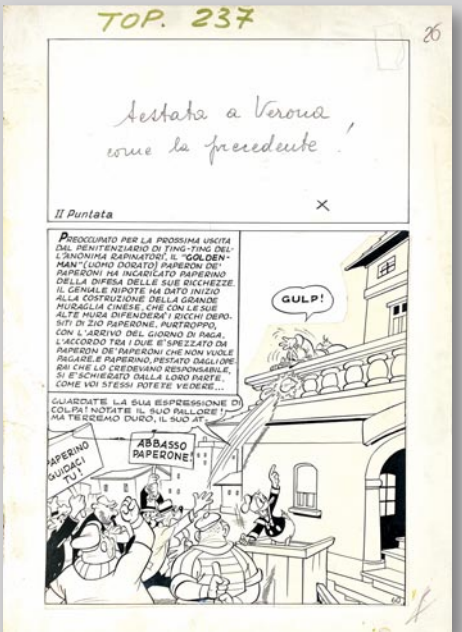 TOP. 237
26
testata a Verona
come la precedente!
x
II Puntata
PREOCCUPATO PER LA PROSSIMA USCITA
DAL PENITENZIARIO DI TING-TING DEL-
L'ANONIMA RAPINATORI, IL "GOLDEN-
MAN" (UOMO DORATO) PAPERON DE'
PAPERONI HA INCARICATO PAPERINO
DELLA DIFESA DELLE SUE RICCHEZZE.
IL GENIALE NIPOTE HA DATO INIZIO
ALLA COSTRUZIONE DELLA GRANDE
MURAGLIA CINESE, CHE CON LE SUE
ALTE MURA DIFENDERA' I RICCHI DEPO-
SITI DI ZIO PAPERONE. PURTROPPO,
CON L'ARRIVO DEL GIORNO DI PAGA,
L'ACCORDO TRA I DUE E' SPEZZATO DA
PAPERON DE' PAPERONI CHE NON VUOLE
PAGARE. E PAPERINO, PESTATO DAGLI OPE-
RAI CHE LO CREDEVANO RESPONSABILE,
SI E' SCHIERATO DALLA LORO PARTE,
COME VOI STESSI POTETE VEDERE...
GULP!
GUARDATE LA SUA ESPRESSIONE DI
COLPA! NOTATE IL SUO PALLORE!
MA TERREMO DURO, IL SUO AT-
PAPERINO
GUIDACI
TU!
ABBASSO
PAPERONE!